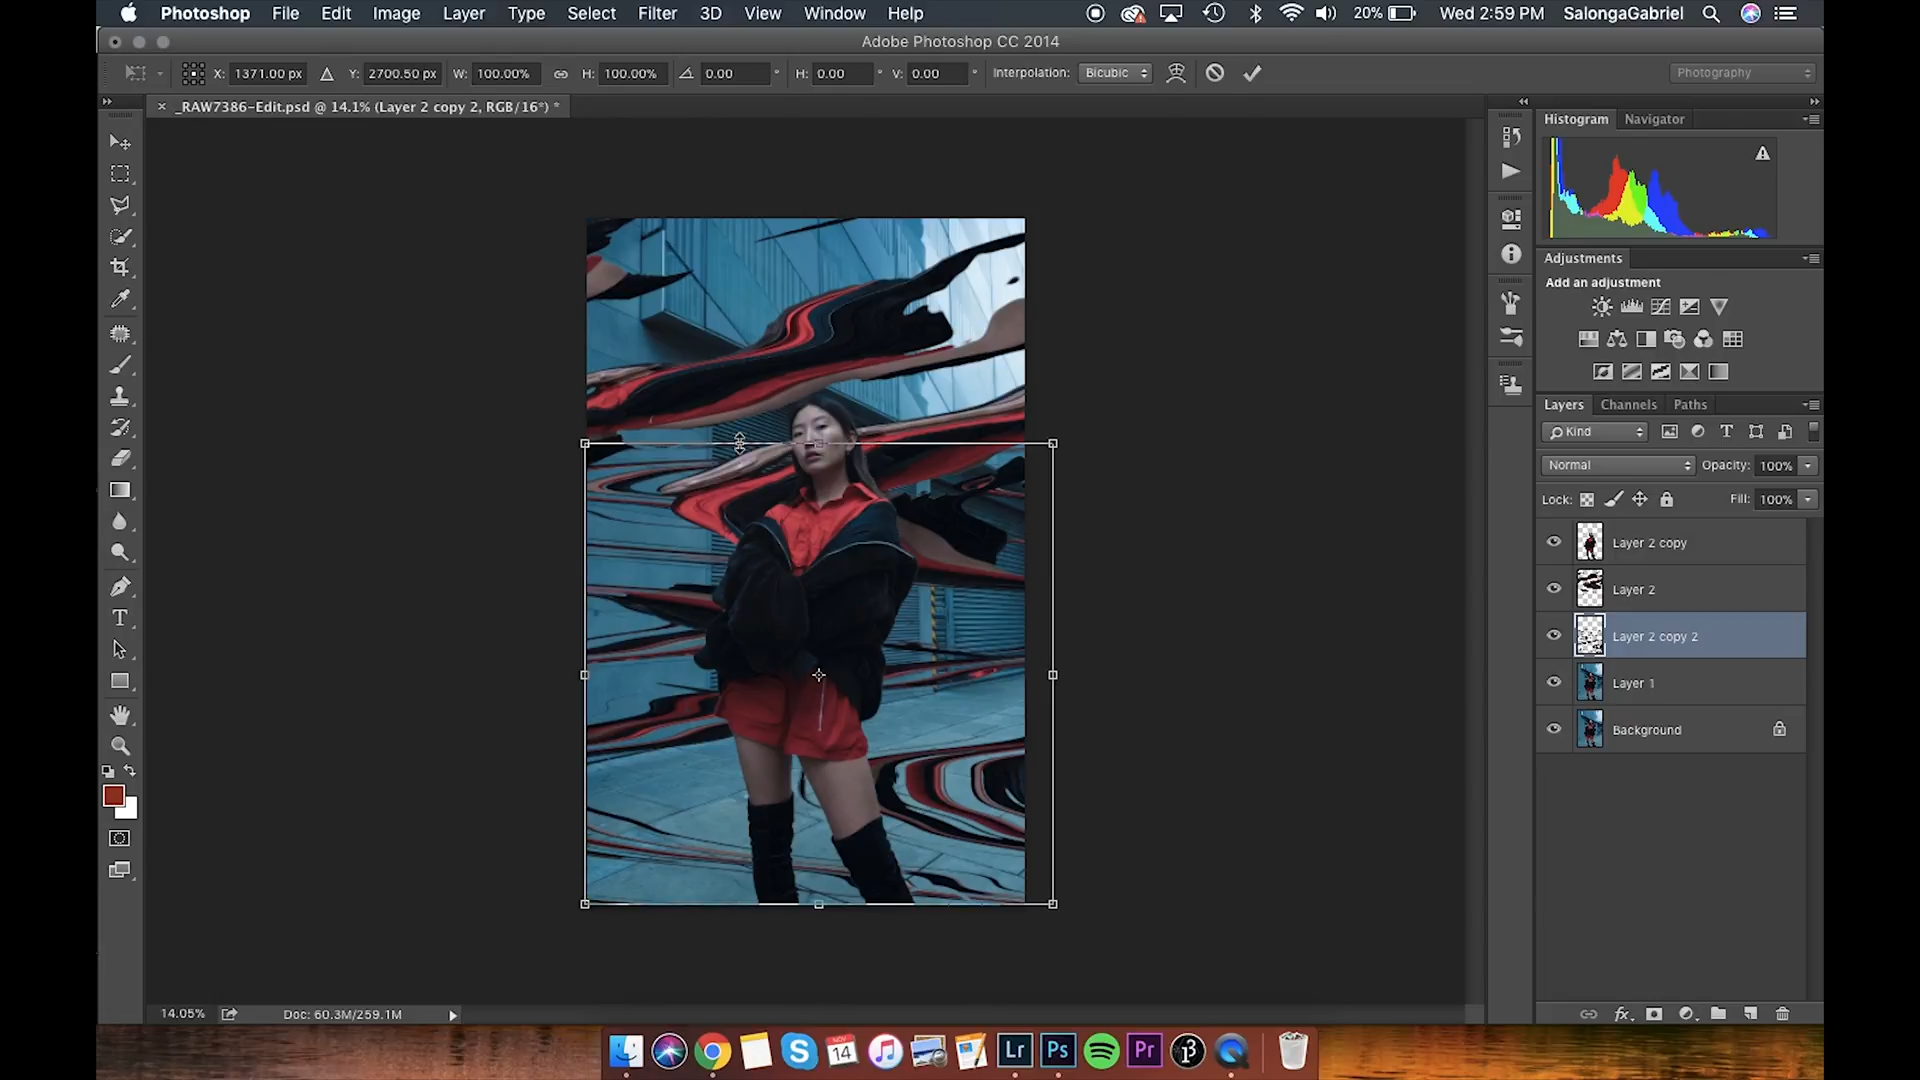 Photoshop File Edit Image Layer Type Select Filter 3D View Window Help 20% Wed 2:59 PM SalongaGabriel
Adobe Photoshop CC 2014
X: 1371.00 px Y: 2700.50 px W: 100.00% H: 100.00% 0.00 ° H: 0.00 ° V: 0.00 ° Interpolation: Bicubic Photography
× _RAW7386-Edit.psd @ 14.1% (Layer 2 copy 2, RGB/16*) *
Histogram Navigator
Adjustments
Add an adjustment
Layers Channels Paths
Kind
Normal Opacity: 100%
Lock: Fill: 100%
Layer 2 copy
Layer 2
Layer 2 copy 2
Layer 1
Background
14.05% Doc: 60.3M/259.1M
fx
NOV
14
Lr
Ps
Pr